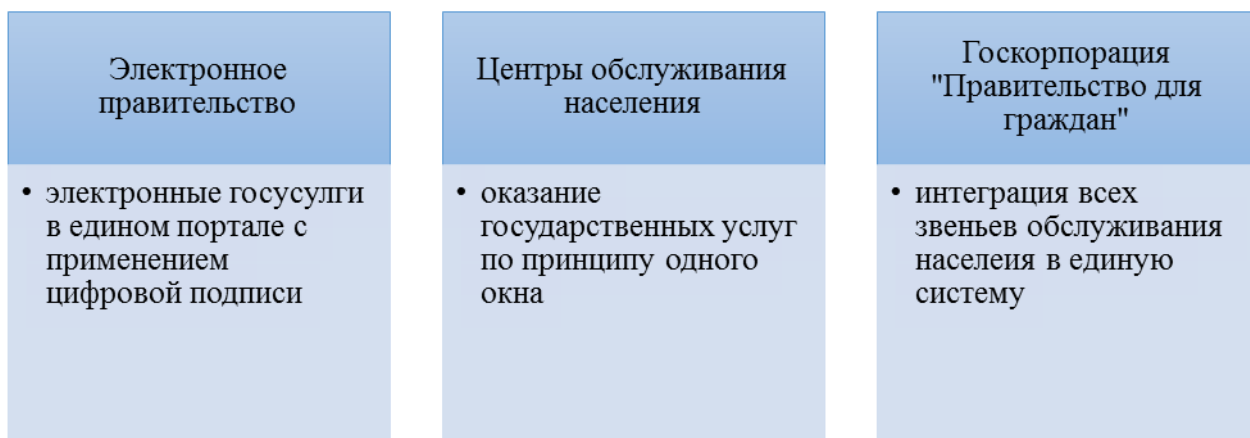 Электронное
правительство
• электронные госусулги
в едином портале с
применением
цифровой подписи
Центры обслуживания
населения
• оказание
государственных услуг
по принципу одного
окна
Госкорпорация
"Правительство для
граждан"
• интеграция всех
звеньев обслуживания
населеия в единую
систему